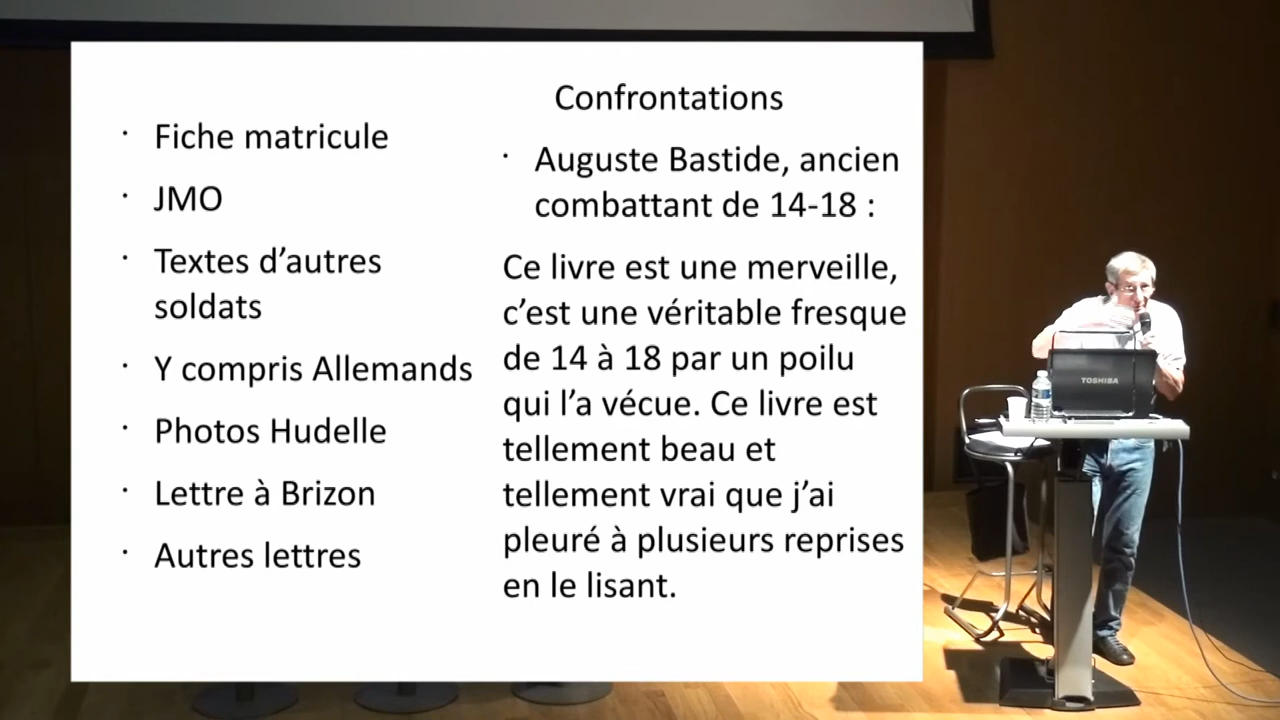 Confrontations
· Fiche matricule
· JMO
· Textes d’autres
soldats
· Y compris Allemands
· Photos Hudelle
· Lettre à Brizon
· Autres lettres
· Auguste Bastide, ancien
combattant de 14-18 :
Ce livre est une merveille,
c’est une véritable fresque
de 14 à 18 par un poilu
qui l’a vécue. Ce livre est
tellement beau et
tellement vrai que j’ai
pleuré à plusieurs reprises
en le lisant.
TOSHIBA